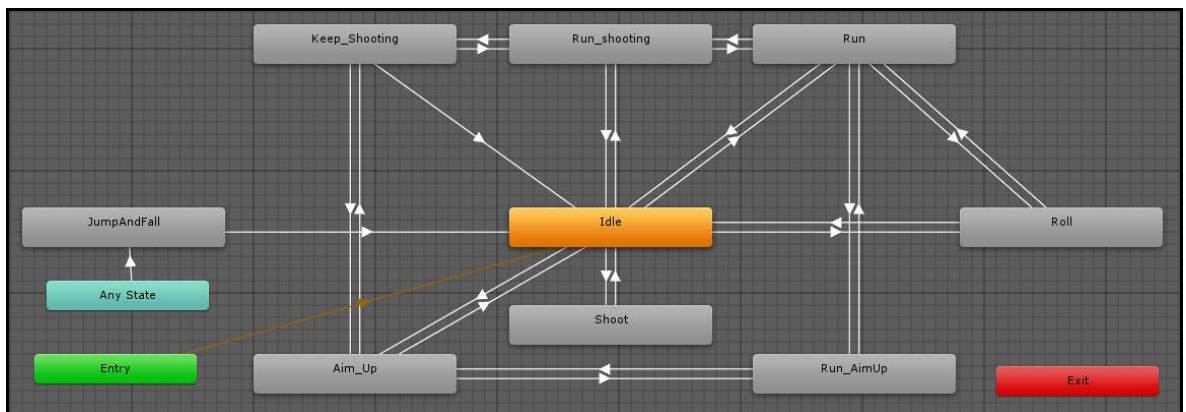 Keep_Shooting
Run_shooting
Run
JumpAndFall
Idle
Roll
Any State
Shoot
Entry
Aim_Up
Run_AimUp
Exit